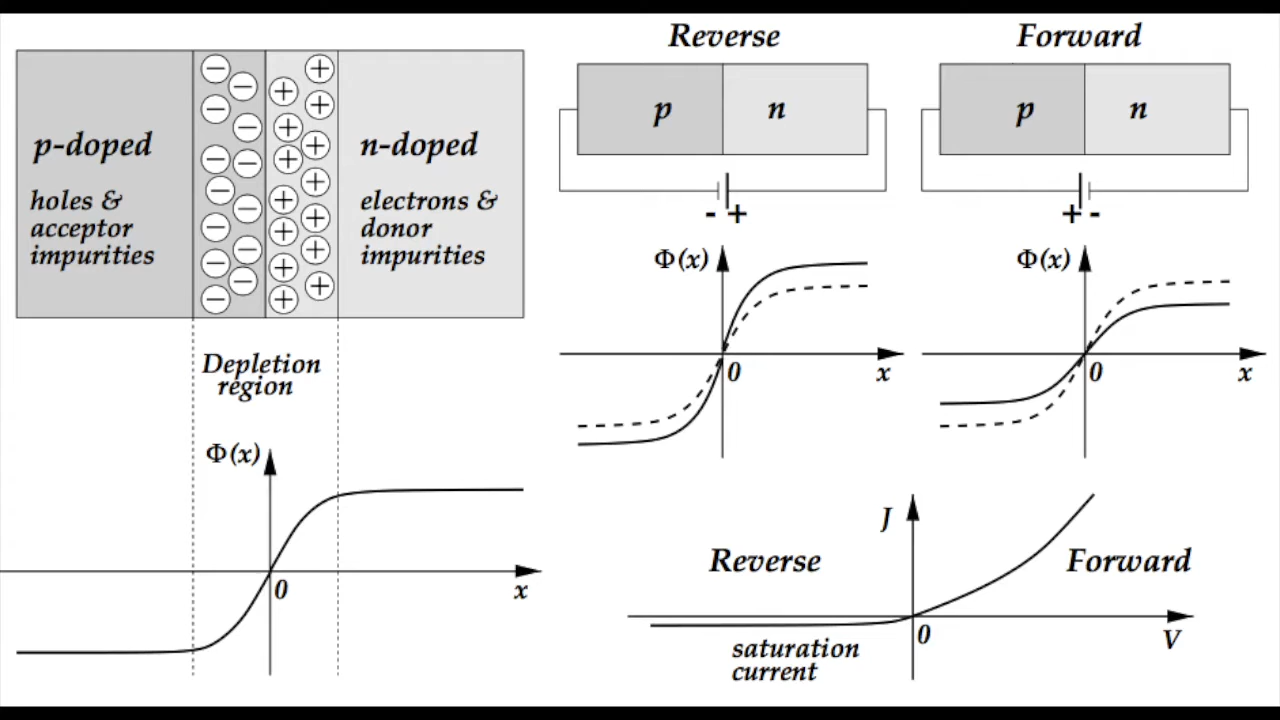 p-doped
holes &
acceptor
impurities
n-doped
electrons &
donor
impurities
Depletion
region
Φ(x)
0
x
Reverse
p
n
- +
Φ(x)
0
x
Forward
p
n
+ -
Φ(x)
0
x
J
Reverse
Forward
0
V
saturation
current